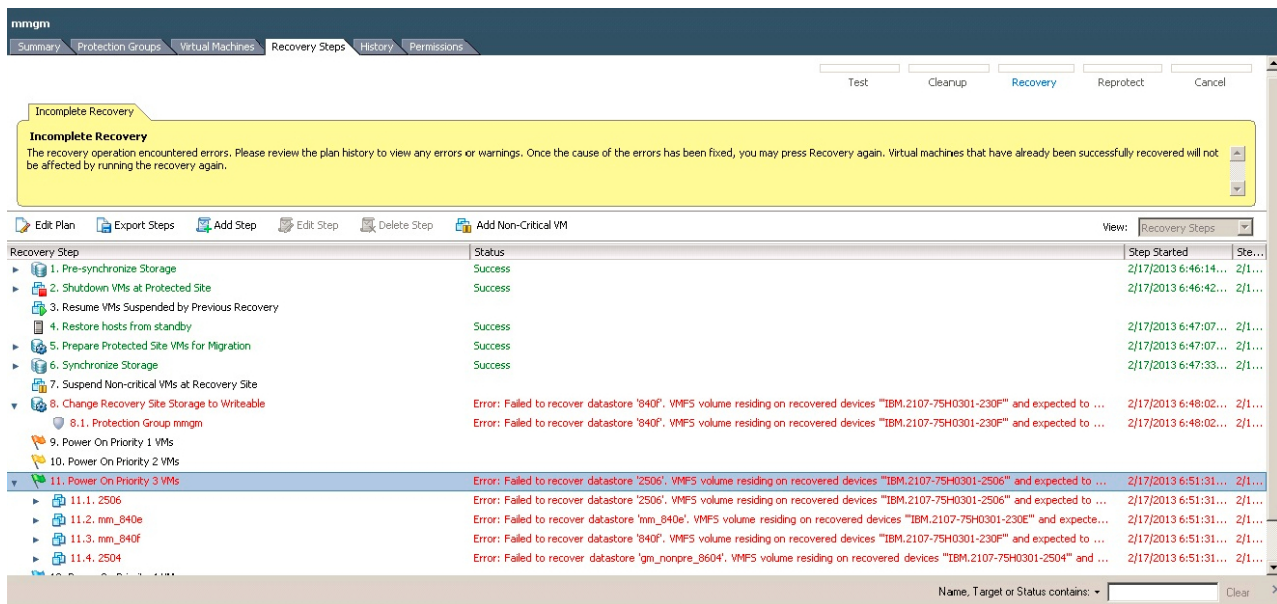 mmgm
Summary Protection Groups Virtual Machines Recovery Steps History Permissions
Test Cleanup Recovery Reprotect Cancel
Incomplete Recovery
Incomplete Recovery
The recovery operation encountered errors. Please review the plan history to view any errors or warnings. Once the cause of the errors has been fixed, you may press Recovery again. Virtual machines that have already been successfully recovered will not
be affected by running the recovery again.
Edit Plan Export Steps Add Step Edit Step Delete Step Add Non-Critical VM View: Recovery Steps
Recovery Step Status Step Started Ste...
1. Pre-synchronize Storage Success 2/17/2013 6:46:14... 2/1...
2. Shutdown VMs at Protected Site Success 2/17/2013 6:46:42... 2/1...
3. Resume VMs Suspended by Previous Recovery
4. Restore hosts from standby Success 2/17/2013 6:47:07... 2/1...
5. Prepare Protected Site VMs for Migration Success 2/17/2013 6:47:07... 2/1...
6. Synchronize Storage Success 2/17/2013 6:47:33... 2/1...
7. Suspend Non-critical VMs at Recovery Site
8. Change Recovery Site Storage to Writeable Error: Failed to recover datastore '840f'. VMFS volume residing on recovered devices '"IBM.2107-75H0301-230F"' and expected to ... 2/17/2013 6:48:02... 2/1...
8.1. Protection Group mmgm Error: Failed to recover datastore '840f'. VMFS volume residing on recovered devices '"IBM.2107-75H0301-230F"' and expected to ... 2/17/2013 6:48:02... 2/1...
9. Power On Priority 1 VMs
10. Power On Priority 2 VMs
11. Power On Priority 3 VMs Error: Failed to recover datastore '2506'. VMFS volume residing on recovered devices '"IBM.2107-75H0301-2506"' and expected to ... 2/17/2013 6:51:31... 2/1...
11.1. 2506 Error: Failed to recover datastore '2506'. VMFS volume residing on recovered devices '"IBM.2107-75H0301-2506"' and expected to ... 2/17/2013 6:51:31... 2/1...
11.2. mm_840e Error: Failed to recover datastore 'mm_840e'. VMFS volume residing on recovered devices '"IBM.2107-75H0301-230E"' and expecte... 2/17/2013 6:51:31... 2/1...
11.3. mm_840f Error: Failed to recover datastore '840f'. VMFS volume residing on recovered devices '"IBM.2107-75H0301-230F"' and expected to ... 2/17/2013 6:51:31... 2/1...
11.4. 2504 Error: Failed to recover datastore 'gm_nonpre_8604'. VMFS volume residing on recovered devices '"IBM.2107-75H0301-2504"' and ... 2/17/2013 6:51:31... 2/1...
Name, Target or Status contains: Clear